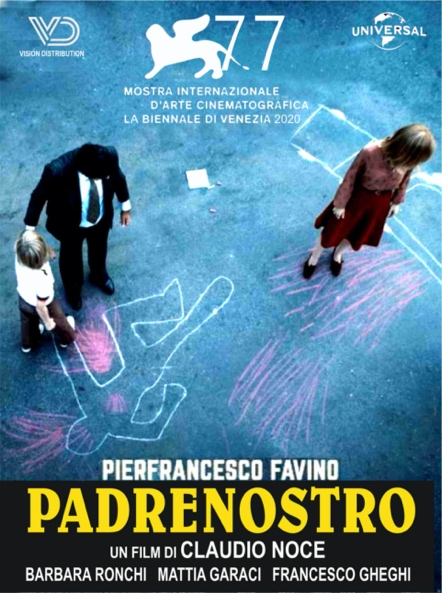 VISION DISTRIBUTION
77
UNIVERSAL
MOSTRA INTERNAZIONALE
D'ARTE CINEMATOGRAFICA
LA BIENNALE DI VENEZIA 2020
PIERFRANCESCO FAVINO
PADRENOSTRO
UN FILM DI CLAUDIO NOCE
BARBARA RONCHI MATTIA GARACI FRANCESCO GHEGHI